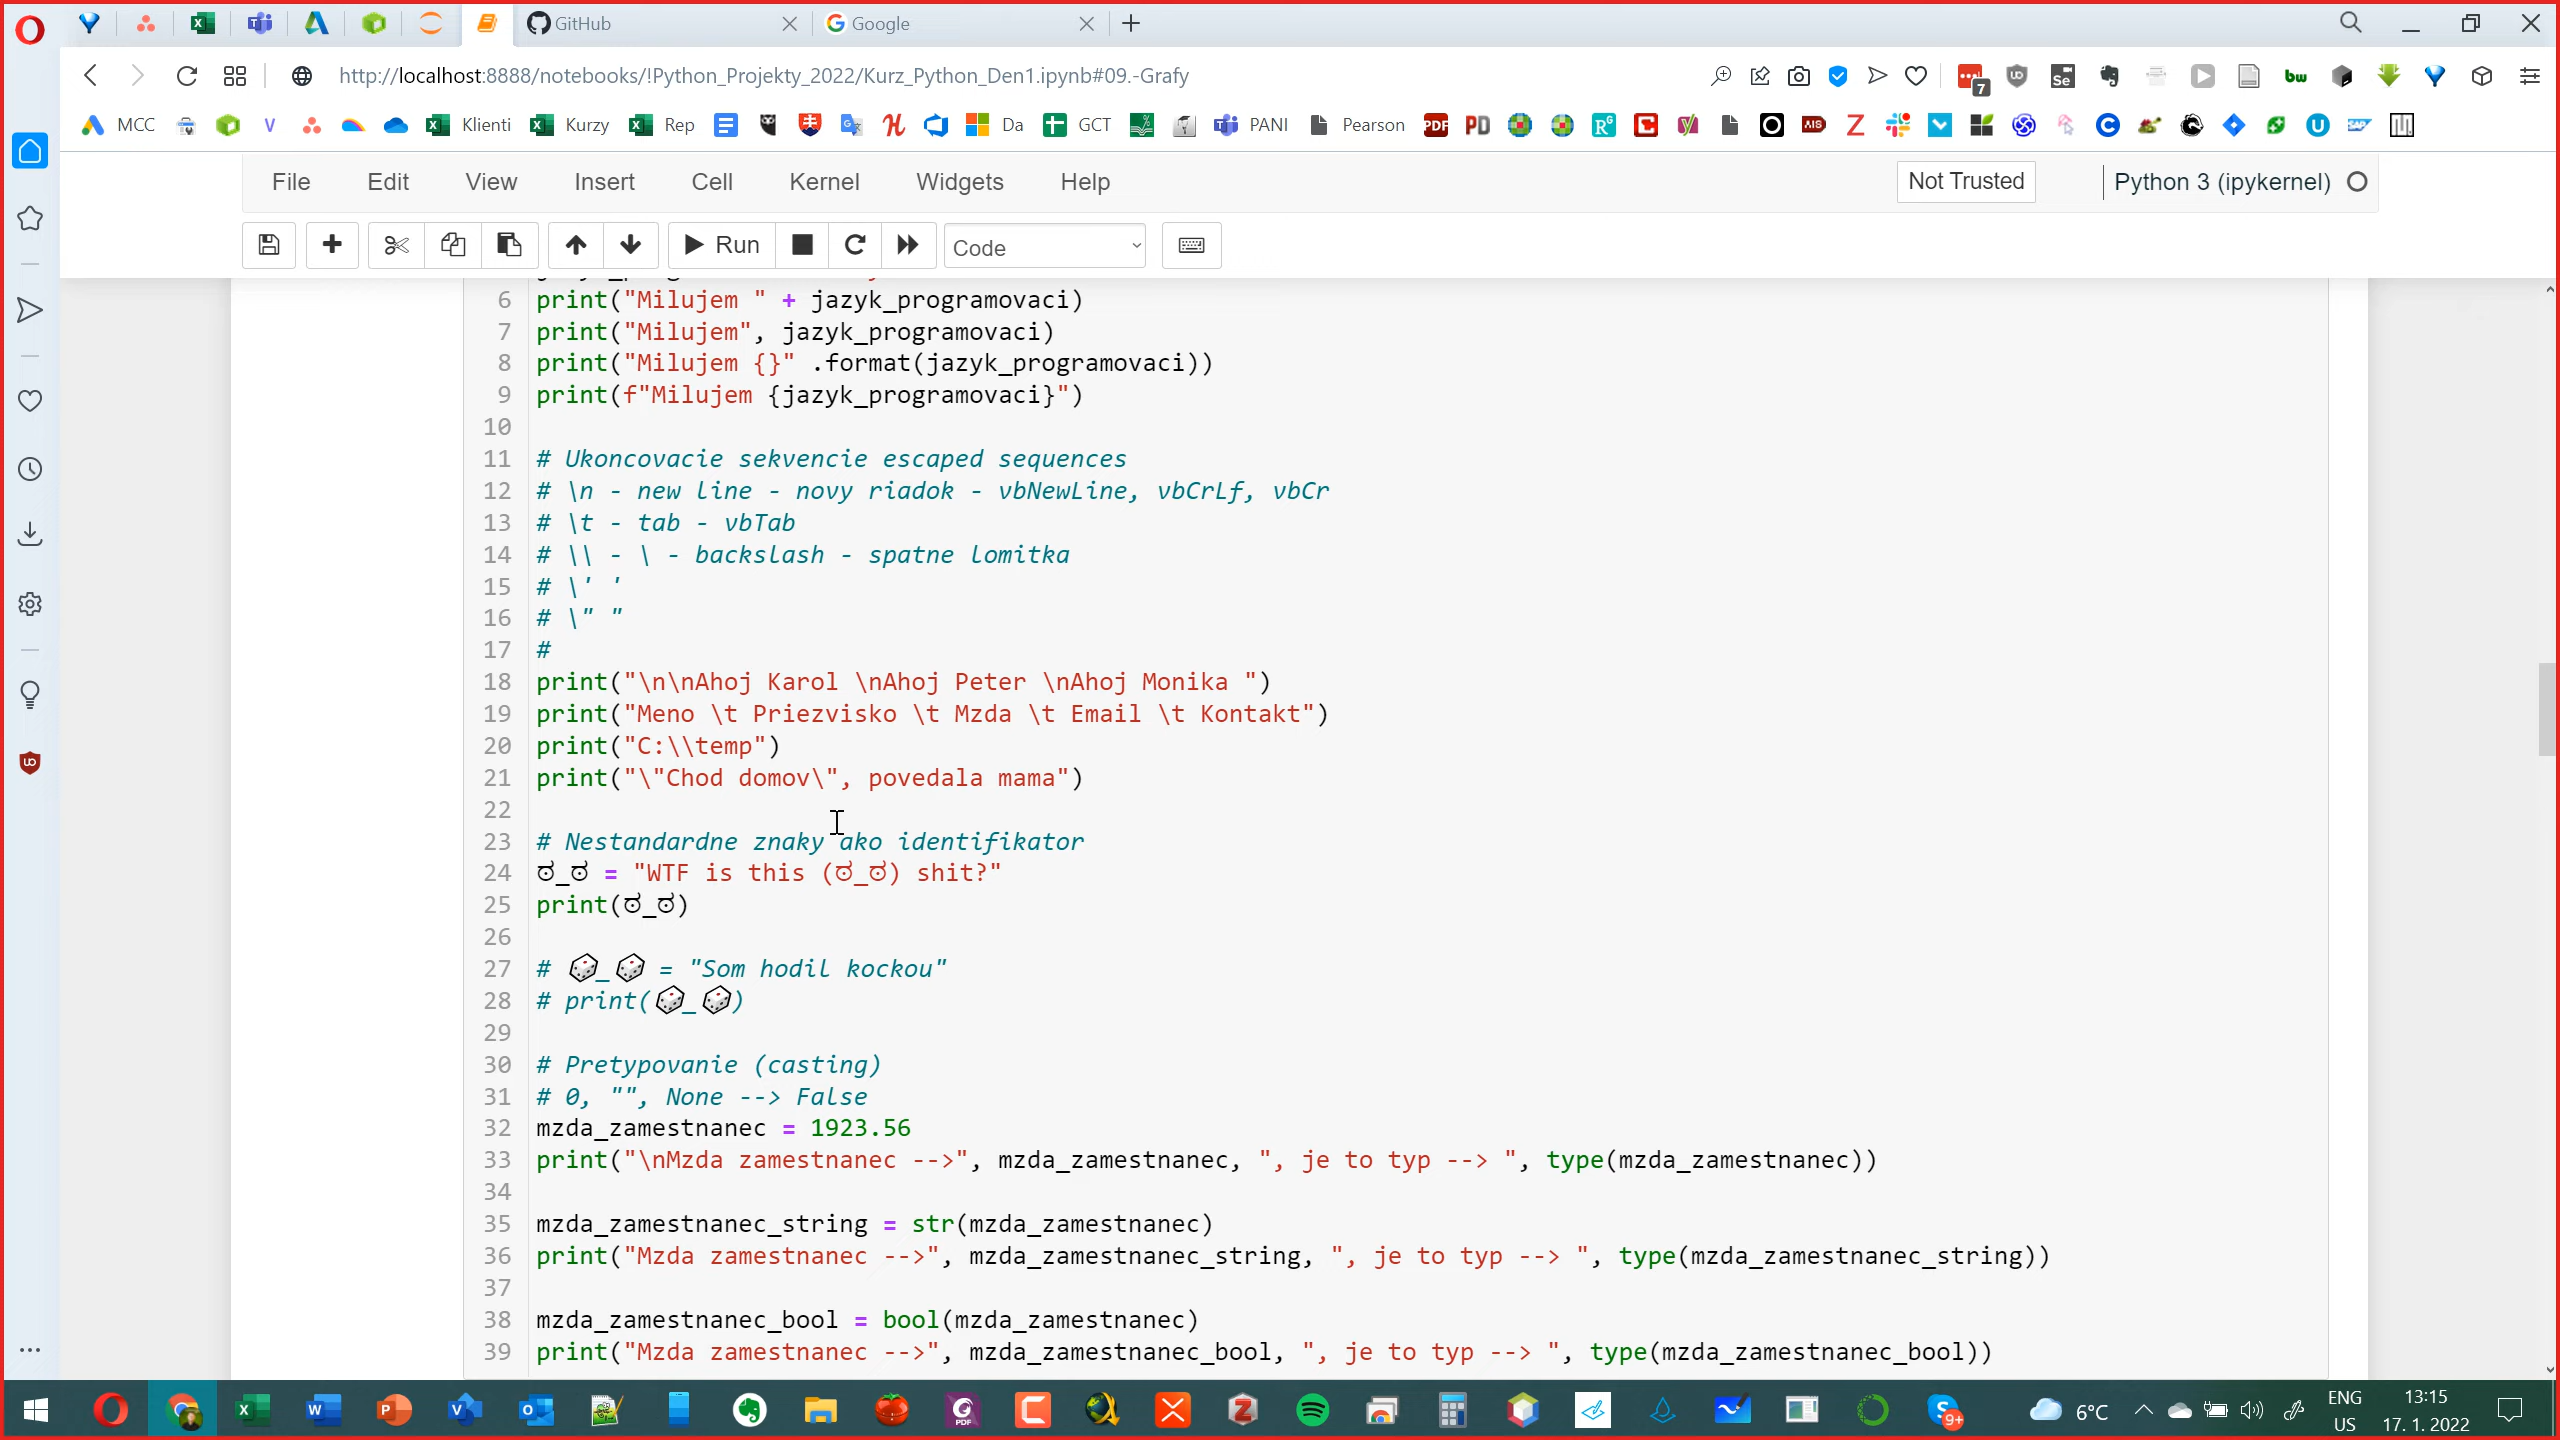 GitHub
Google
http://localhost:8888/notebooks/!Python_Projekty_2022/Kurz_Python_Den1.ipynb#09.-Grafy
7
MCC
Klienti
Kurzy
Rep
Da
GCT
PANI
Pearson
File Edit View Insert Cell Kernel Widgets Help
Not Trusted
Python 3 (ipykernel)
Run
Code
6 print("Milujem " + jazyk_programovaci)
7 print("Milujem", jazyk_programovaci)
8 print("Milujem {}" .format(jazyk_programovaci))
9 print(f"Milujem {jazyk_programovaci}")
10
11 # Ukoncovacie sekvencie escaped sequences
12 # \n - new line - novy riadok - vbNewLine, vbCrLf, vbCr
13 # \t - tab - vbTab
14 # \\ - \ - backslash - spatne lomitka
15 # \' '
16 # \" "
17 #
18 print("\n\nAhoj Karol \nAhoj Peter \nAhoj Monika ")
19 print("Meno \t Priezvisko \t Mzda \t Email \t Kontakt")
20 print("C:\\temp")
21 print("\"Chod domov\", povedala mama")
22
23 # Nestandardne znaky ako identifikator
24 ಠ_ಠ = "WTF is this (ಠ_ಠ) shit?"
25 print(ಠ_ಠ)
26
27 # 🎲_🎲 = "Som hodil kockou"
28 # print(🎲_🎲)
29
30 # Pretypovanie (casting)
31 # 0, "", None --> False
32 mzda_zamestnanec = 1923.56
33 print("\nMzda zamestnanec -->", mzda_zamestnanec, ", je to typ --> ", type(mzda_zamestnanec))
34
35 mzda_zamestnanec_string = str(mzda_zamestnanec)
36 print("Mzda zamestnanec -->", mzda_zamestnanec_string, ", je to typ --> ", type(mzda_zamestnanec_string))
37
38 mzda_zamestnanec_bool = bool(mzda_zamestnanec)
39 print("Mzda zamestnanec -->", mzda_zamestnanec_bool, ", je to typ --> ", type(mzda_zamestnanec_bool))
9+
6°C
ENG
US
13:15
17. 1. 2022